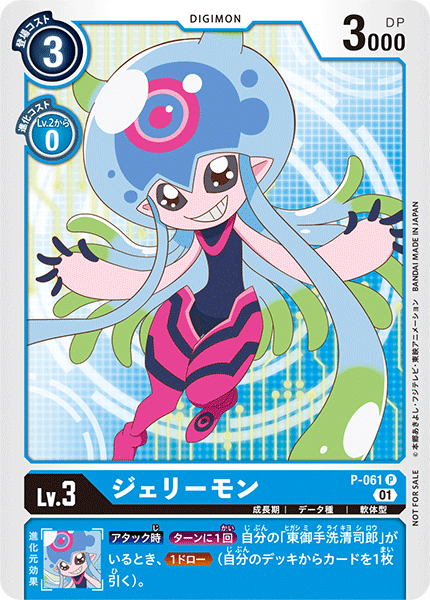 登場コスト
3
DIGIMON
DP
3000
進化コスト
Lv.2から
0
©本郷あきよし・フジテレビ・東映アニメーション BANDAI MADE IN JAPAN
NOT FOR SALE
P-061 P
01
Lv.3
ジェリーモン
成長期 | データ種 | 軟体型
進化元効果
アタック時 ターンに1回 自分の「東御手洗清司郎」が
いるとき、1ドロー（自分のデッキからカードを1枚
引く）。